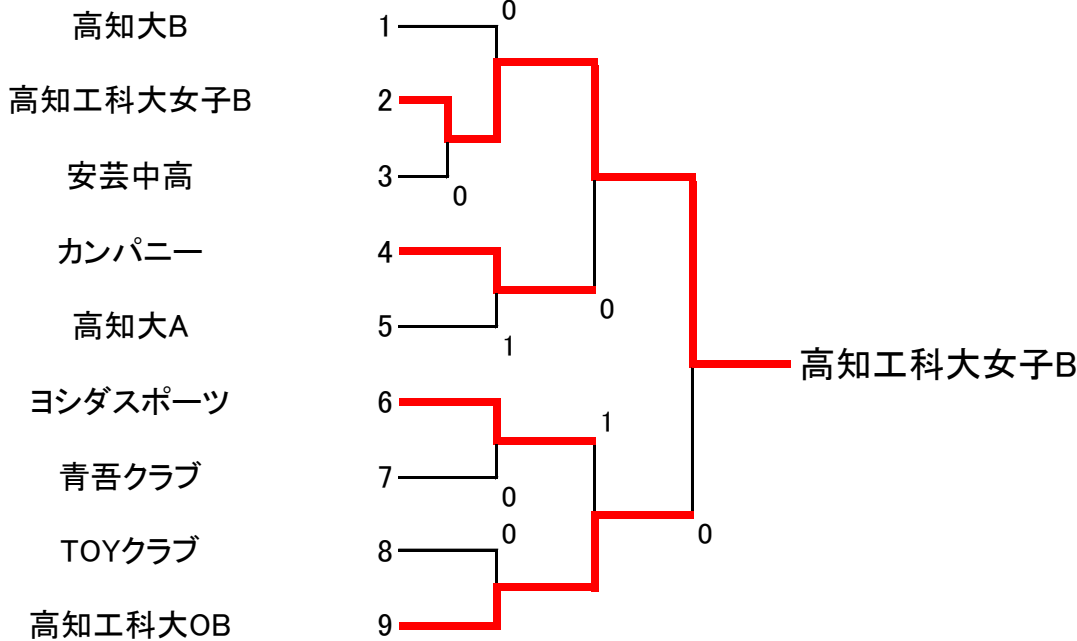 高知大B 1 0
高知工科大女子B 2
安芸中高 3 0
カンパニー 4
0
高知大A 5 1
高知工科大女子B
ヨシダスポーツ 6 1
青吾クラブ 7 0
0
TOYクラブ 8 0
高知工科大OB 9